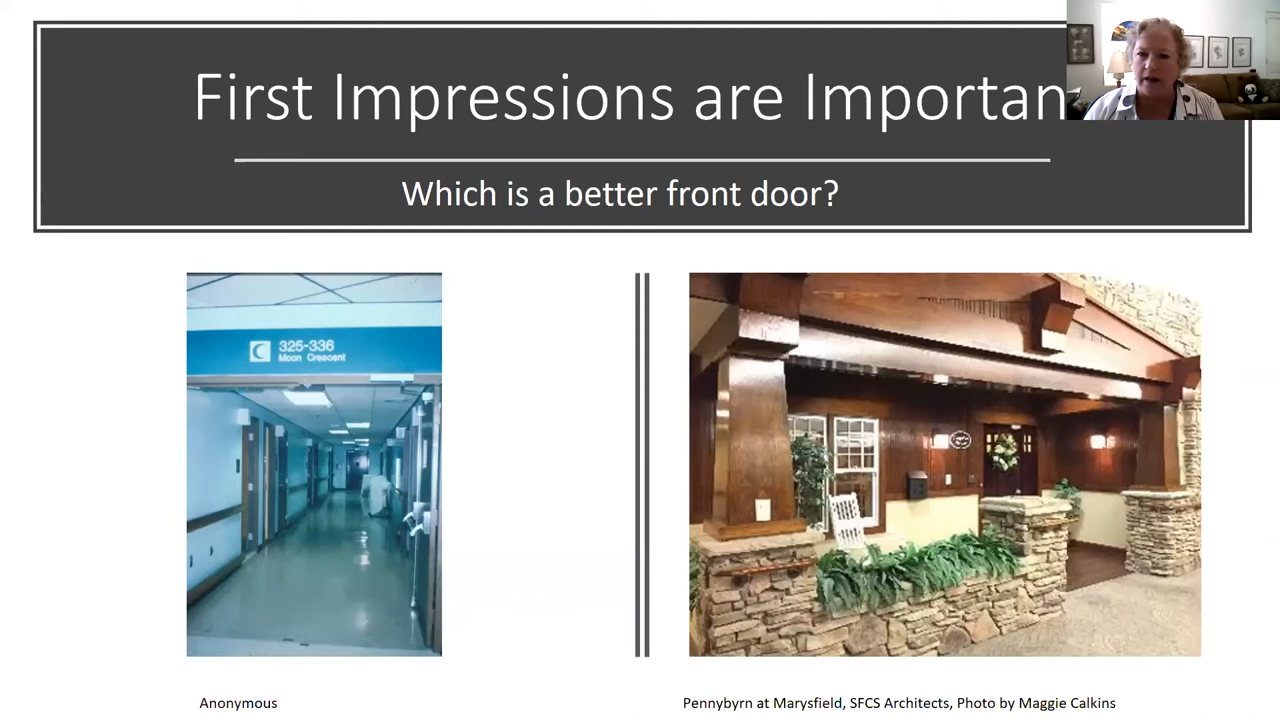 First Impressions are Importan
Which is a better front door?
325-336
Moon Crescent
Anonymous
Pennybyrn at Marysfield, SFCS Architects, Photo by Maggie Calkins